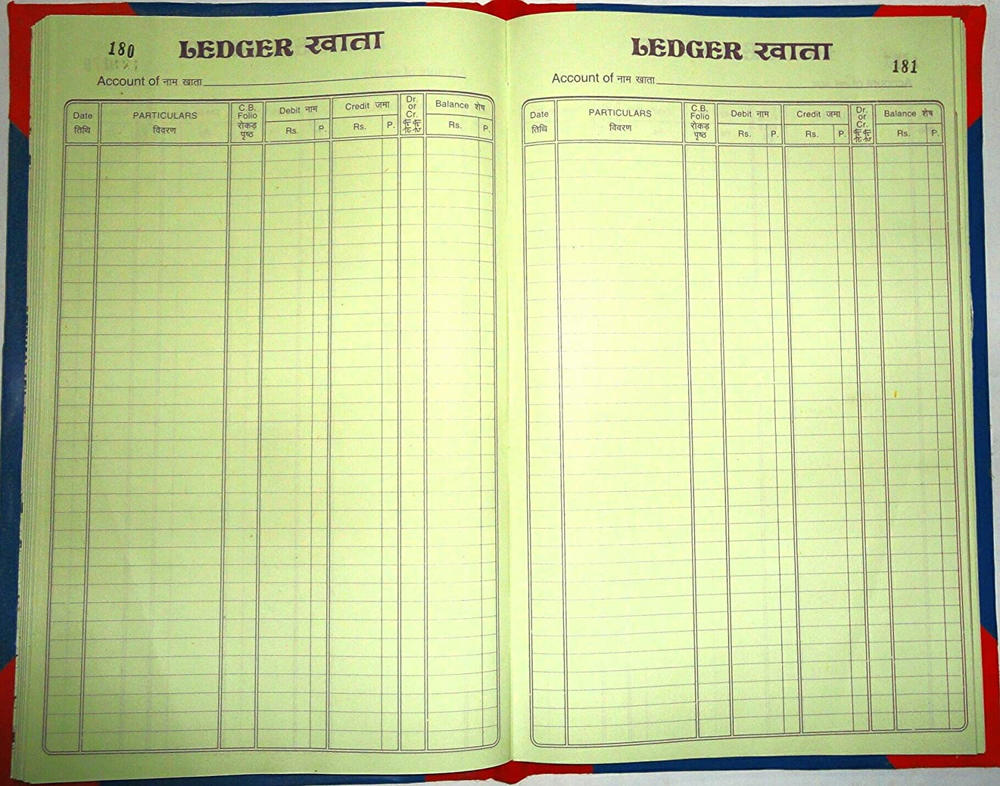 180
LEDGER खाता
Account of नाम खाता
Date
तिथि
PARTICULARS
विवरण
C.B.
Folio
रोकड़
पृष्ठ
Debit नाम
Rs. P.
Credit जमा
Rs. P.
Dr.
or
Cr.
Balance शेष
Rs. P.
LEDGER खाता
181
Account of नाम खाता
Date
तिथि
PARTICULARS
विवरण
C.B.
Folio
रोकड़
पृष्ठ
Debit नाम
Rs. P.
Credit जमा
Rs. P.
Dr.
or
Cr.
Balance शेष
Rs. P.